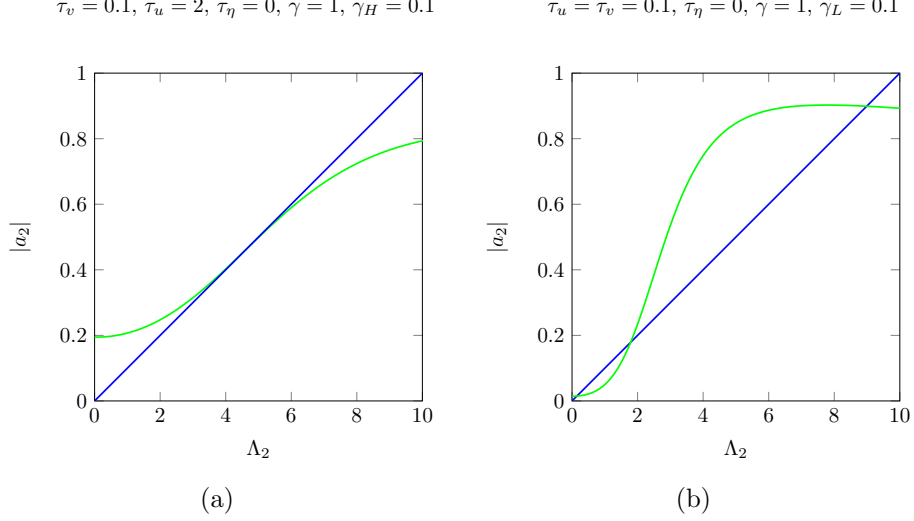 τ_v = 0.1, τ_u = 2, τ_η = 0, γ = 1, γ_H = 0.1
1
0.8
0.6
0.4
0.2
0
|a_2|
0 2 4 6 8 10
Λ_2
(a)
τ_u = τ_v = 0.1, τ_η = 0, γ = 1, γ_L = 0.1
1
0.8
0.6
0.4
0.2
0
|a_2|
0 2 4 6 8 10
Λ_2
(b)